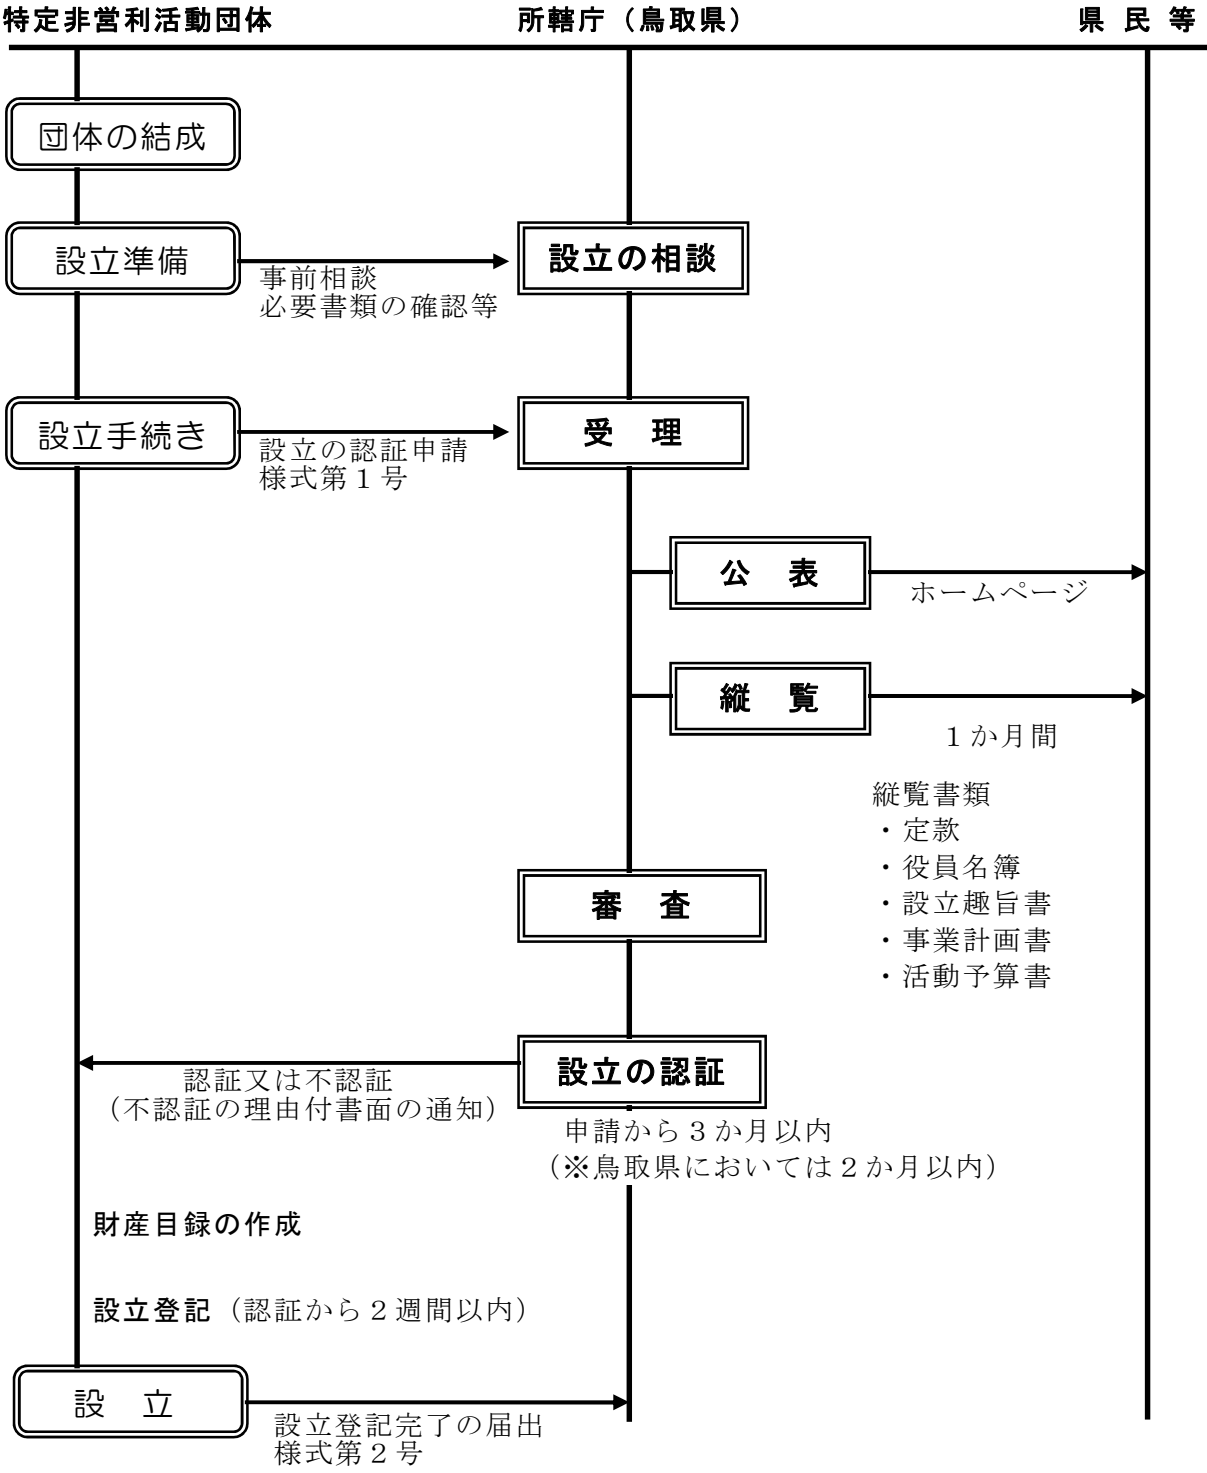 特定非営利活動団体
所轄庁（鳥取県）
県 民 等
団体の結成
設立準備
事前相談
必要書類の確認等
設立の相談
設立手続き
設立の認証申請
様式第１号
受　理
公　表
ホームページ
縦　覧
１か月間
縦覧書類
・定款
・役員名簿
・設立趣旨書
・事業計画書
・活動予算書
審　査
設立の認証
認証又は不認証
（不認証の理由付書面の通知）
申請から３か月以内
（※鳥取県においては２か月以内）
財産目録の作成
設立登記（認証から２週間以内）
設　立
設立登記完了の届出
様式第２号